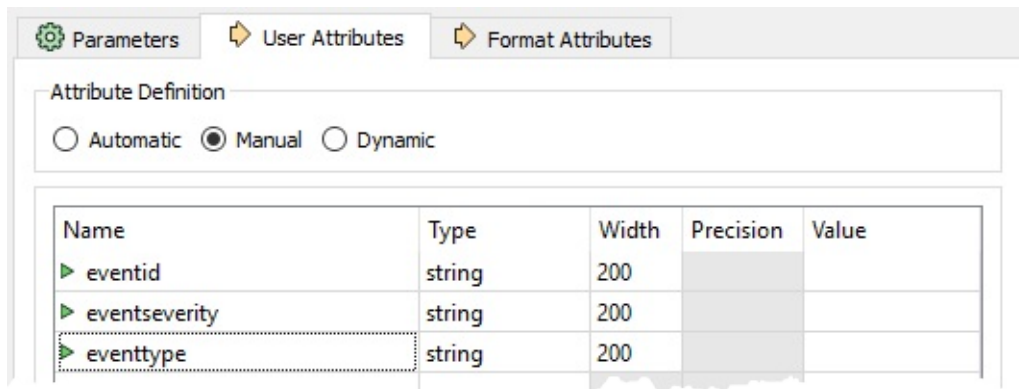 Parameters User Attributes Format Attributes
Attribute Definition
Automatic Manual Dynamic
Name Type Width Precision Value
eventid string 200
eventseverity string 200
eventtype string 200